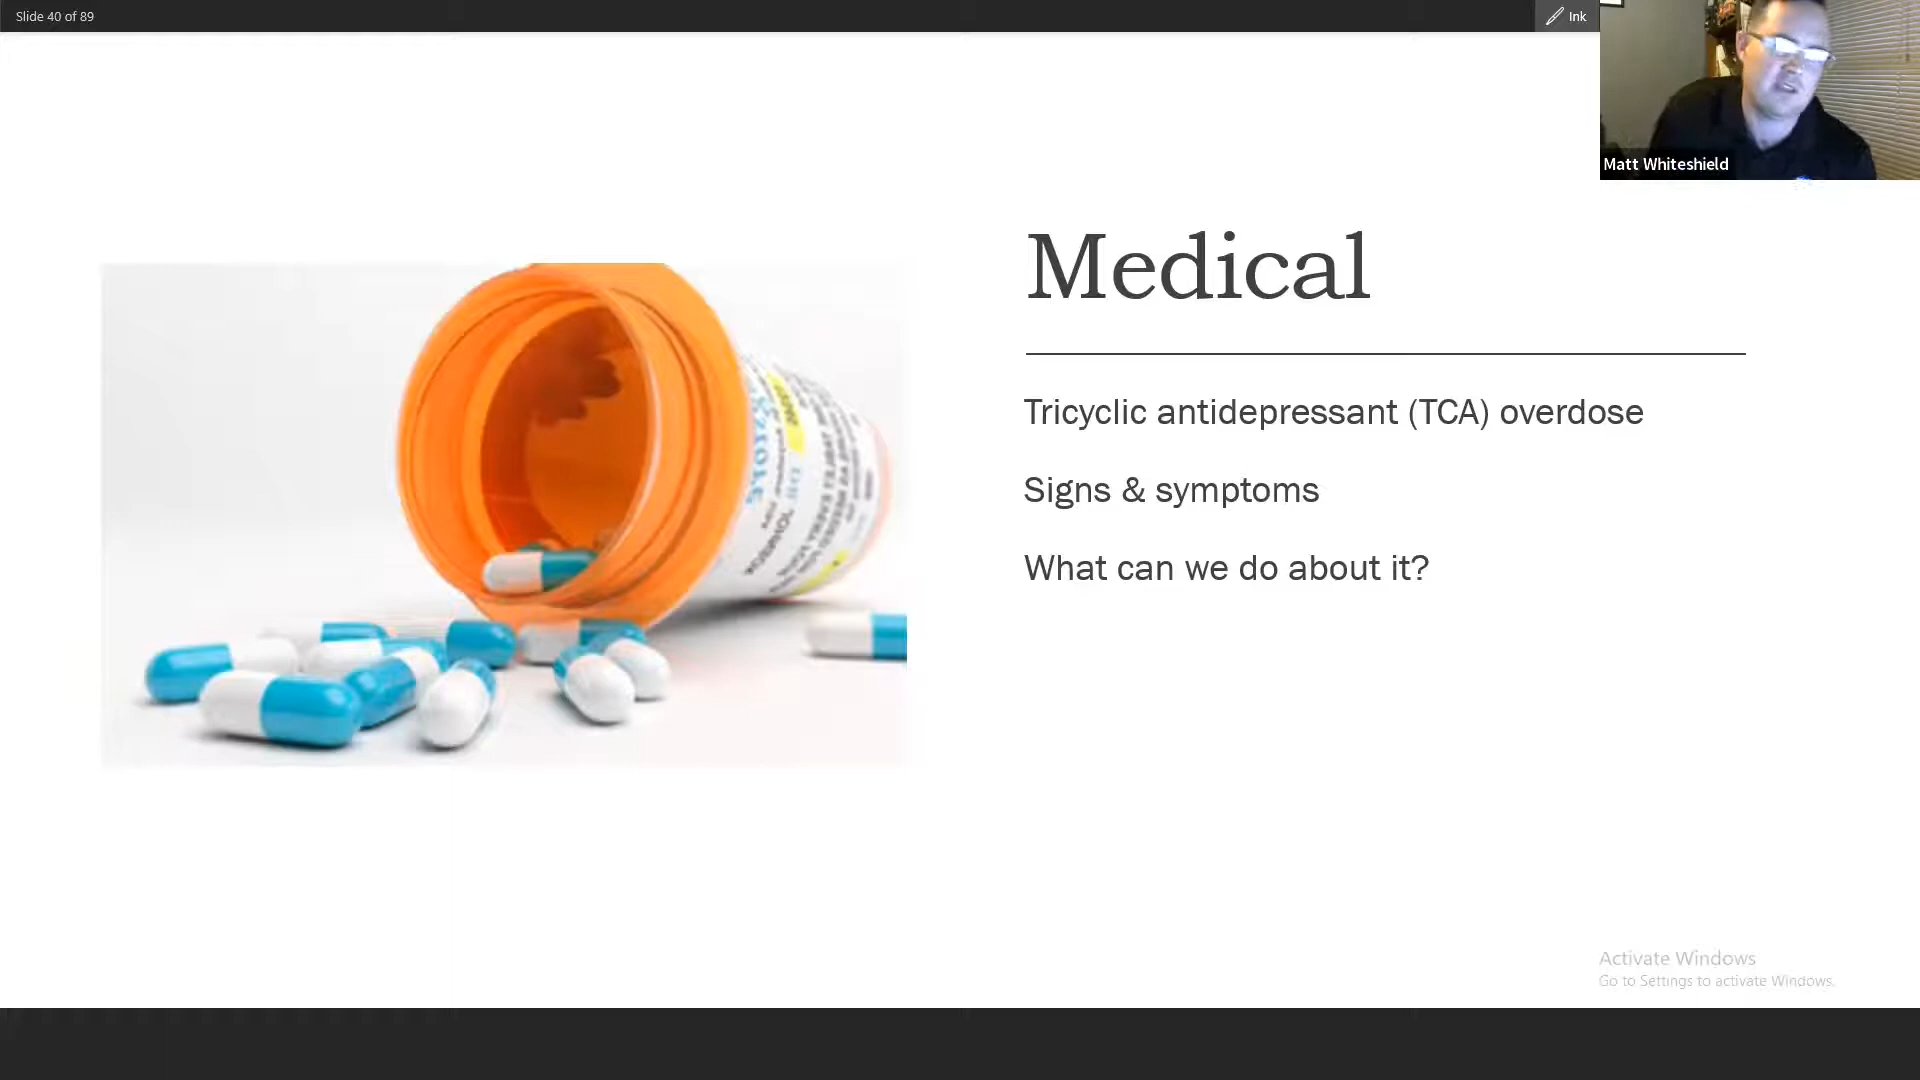 Slide 40 of 89
Ink
Matt Whiteshield
Medical
Tricyclic antidepressant (TCA) overdose
Signs & symptoms
What can we do about it?
Activate Windows
Go to Settings to activate Windows.